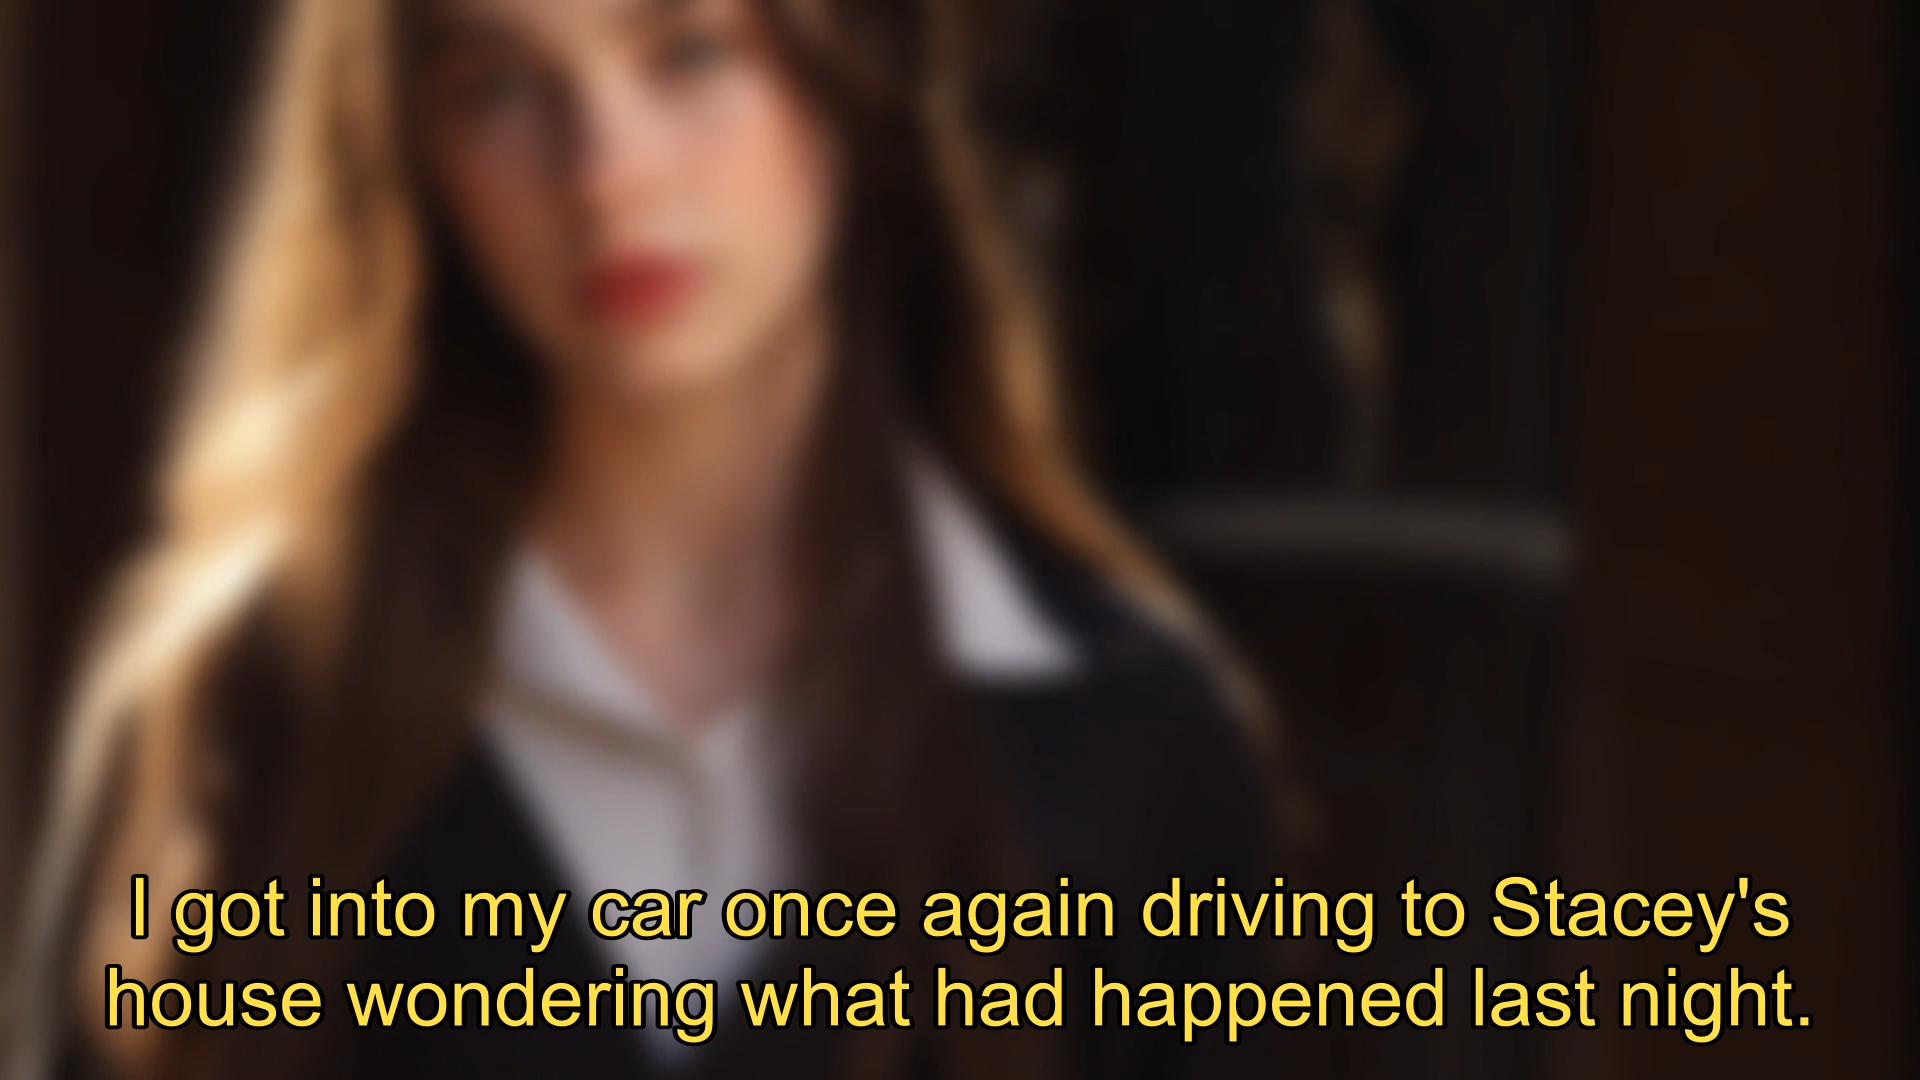 I got into my car once again driving to Stacey's
house wondering what had happened last night.